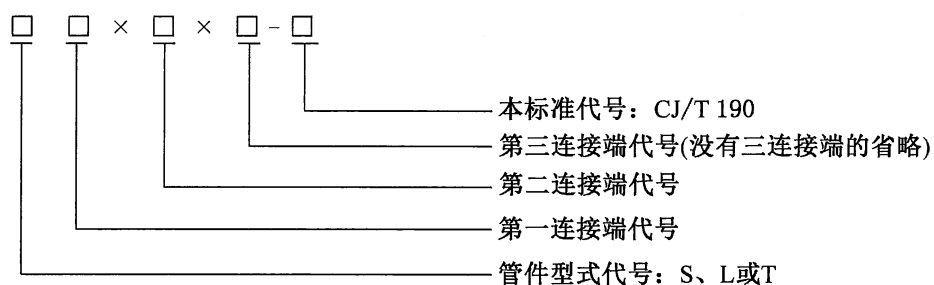 □ □ × □ × □ - □
本标准代号：CJ/T 190
第三连接端代号(没有三连接端的省略)
第二连接端代号
第一连接端代号
管件型式代号：S、L或T